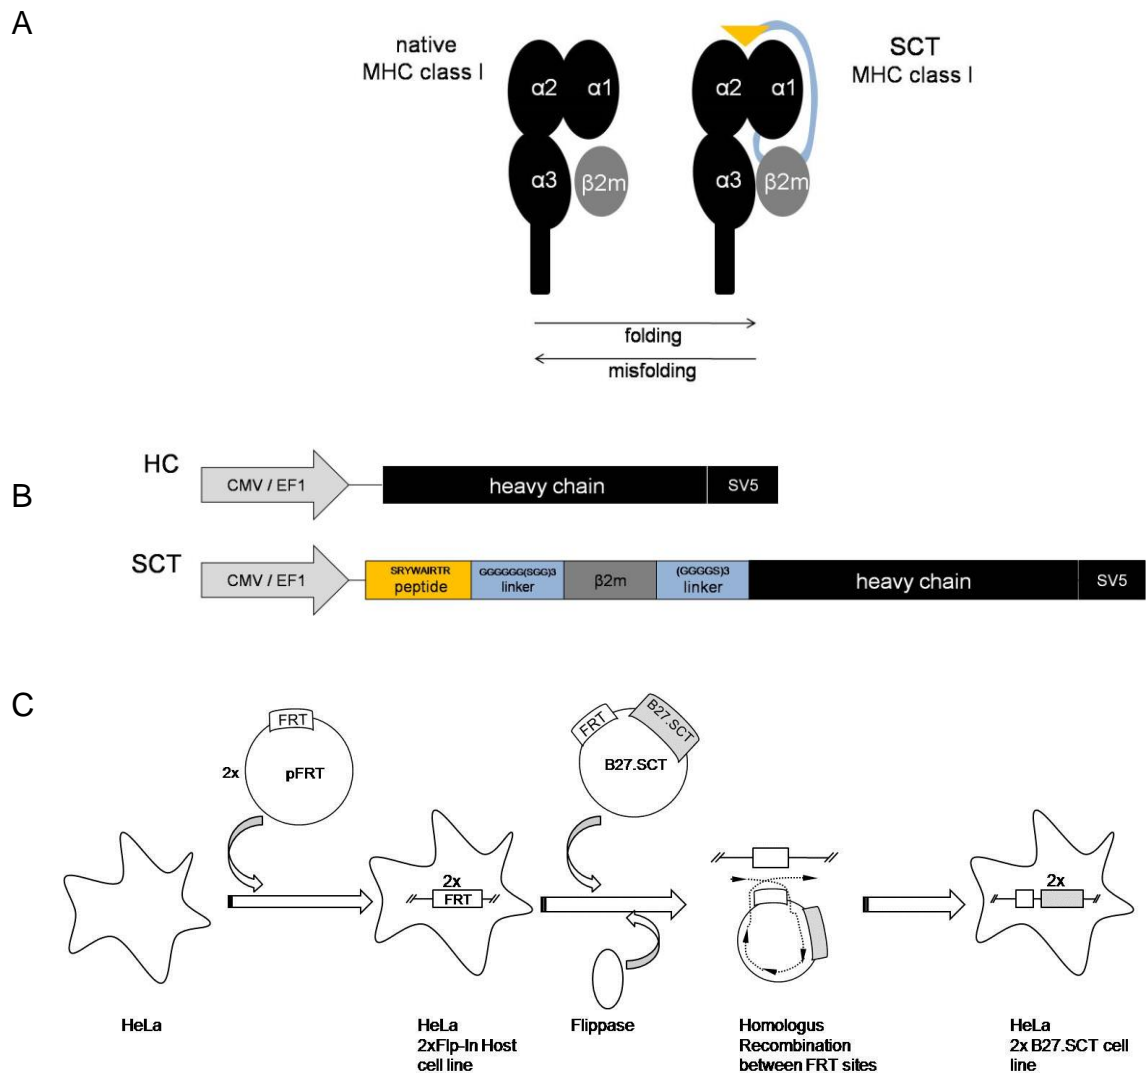 A
native
MHC class I
α2
α1
α3
β2m
SCT
MHC class I
α2
α1
α3
β2m
folding
misfolding
B
HC
CMV / EF1
heavy chain
SV5
SCT
CMV / EF1
SRYWAIRTR
peptide
GGGGGG(SGG)3
linker
β2m
(GGGGS)3
linker
heavy chain
SV5
C
FRT
2x
pFRT
FRT
B27.SCT
B27.SCT
2x
FRT
2x
HeLa
HeLa
2xFlp-In Host
cell line
Flippase
Homologus
Recombination
between FRT sites
HeLa
2x B27.SCT cell
line